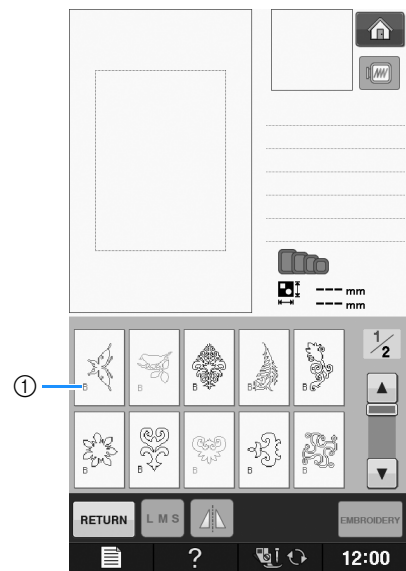 --- mm
--- mm
1/2
①
B B B B B
B B B B B
RETURN L M S EMBROIDERY
? 12:00